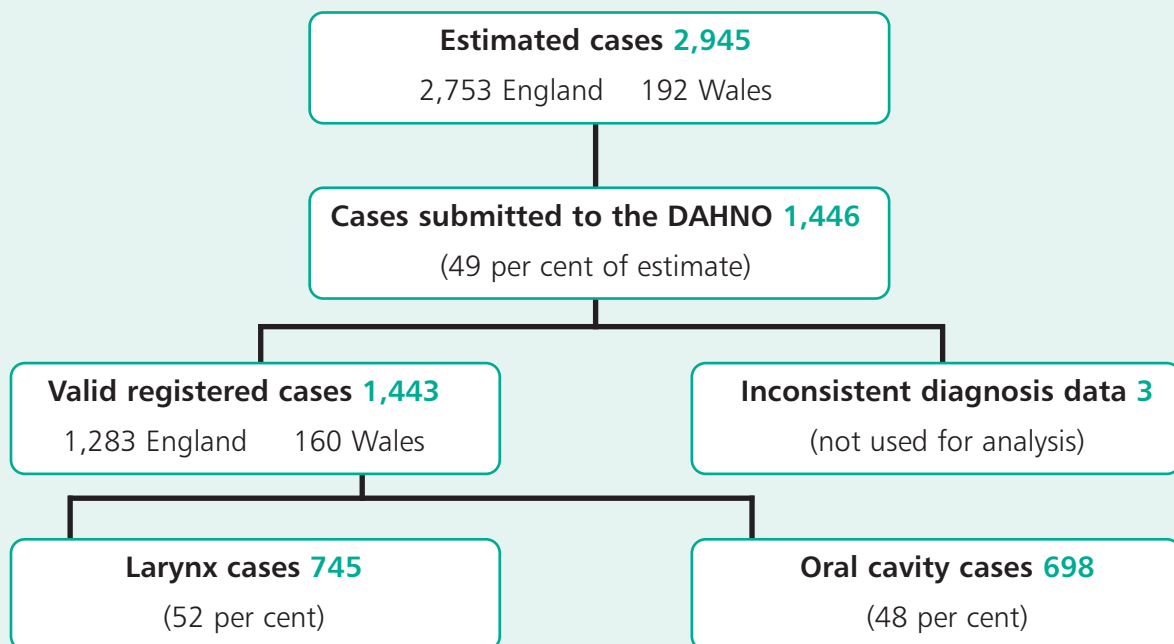 Estimated cases 2,945
2,753 England 192 Wales
Cases submitted to the DAHNO 1,446
(49 per cent of estimate)
Valid registered cases 1,443
1,283 England 160 Wales
Inconsistent diagnosis data 3
(not used for analysis)
Larynx cases 745
(52 per cent)
Oral cavity cases 698
(48 per cent)